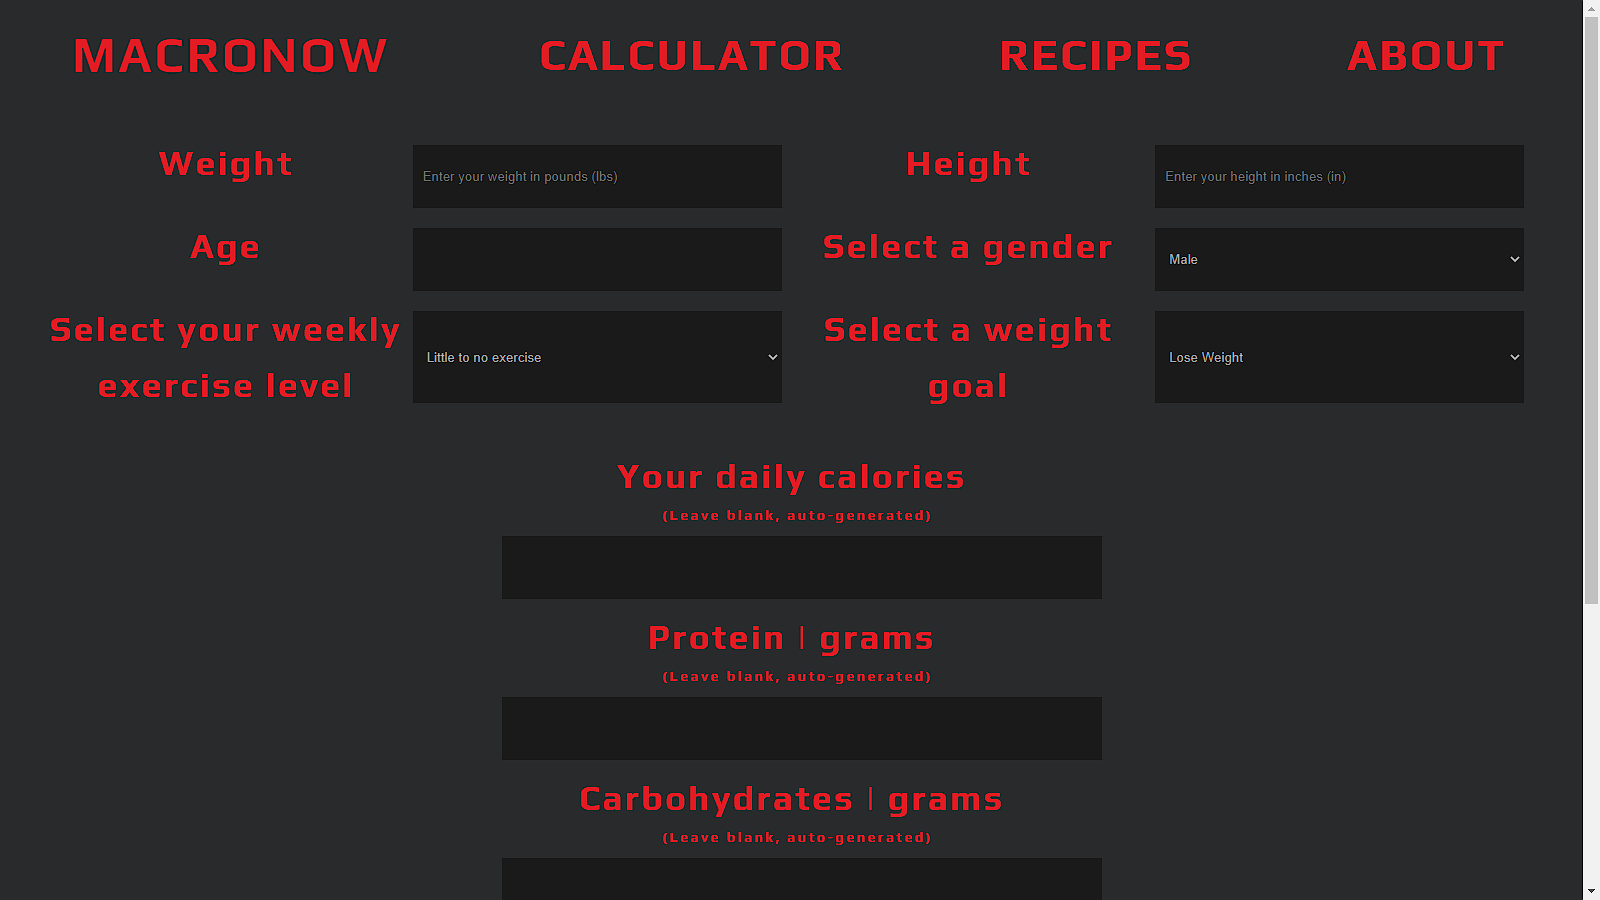 MACRONOW CALCULATOR RECIPES ABOUT
Weight
Enter your weight in pounds (lbs)
Height
Enter your height in inches (in)
Age
Select a gender
Male
Select your weekly
exercise level
Little to no exercise
Select a weight
goal
Lose Weight
Your daily calories
(Leave blank, auto-generated)
Protein | grams
(Leave blank, auto-generated)
Carbohydrates | grams
(Leave blank, auto-generated)